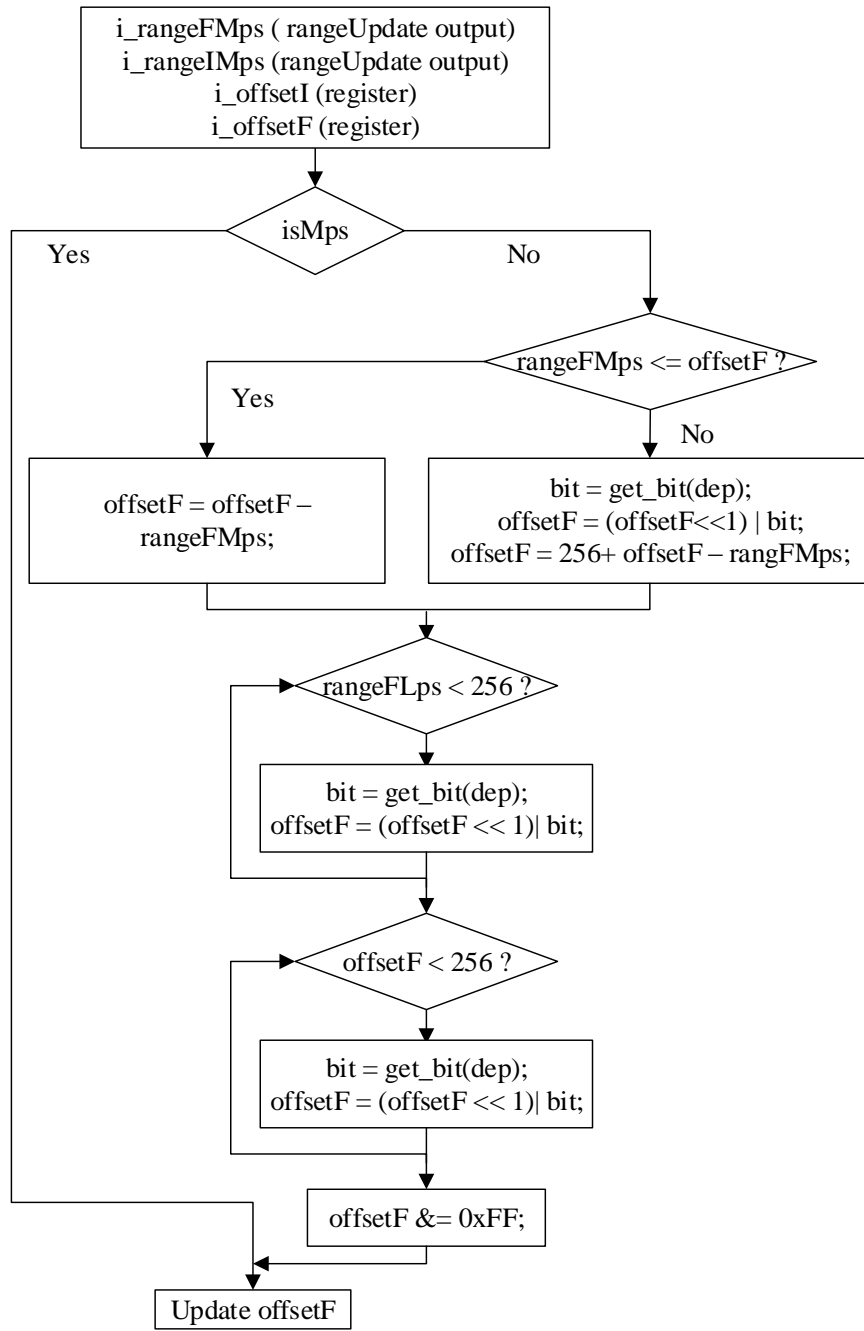 i_rangeFMps ( rangeUpdate output)
i_rangeIMps (rangeUpdate output)
i_offsetI (register)
i_offsetF (register)
isMps
Yes
No
rangeFMps <= offsetF ?
Yes
No
offsetF = offsetF –
rangeFMps;
bit = get_bit(dep);
offsetF = (offsetF<<1) | bit;
offsetF = 256+ offsetF – rangFMps;
rangeFLps < 256 ?
bit = get_bit(dep);
offsetF = (offsetF << 1)| bit;
offsetF < 256 ?
bit = get_bit(dep);
offsetF = (offsetF << 1)| bit;
offsetF &= 0xFF;
Update offsetF